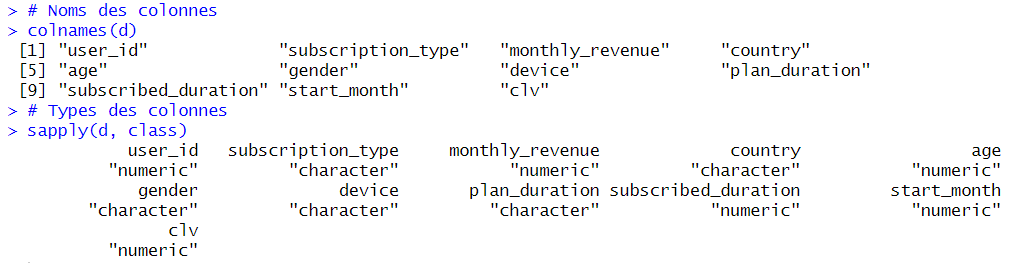 > # Noms des colonnes
> colnames(d)
[1] "user_id" "subscription_type" "monthly_revenue" "country"
[5] "age" "gender" "device" "plan_duration"
[9] "subscribed_duration" "start_month" "clv"
> # Types des colonnes
> sapply(d, class)
user_id subscription_type monthly_revenue country age
"numeric" "character" "numeric" "character" "numeric"
gender device plan_duration subscribed_duration start_month
"character" "character" "character" "numeric" "numeric"
clv
"numeric"